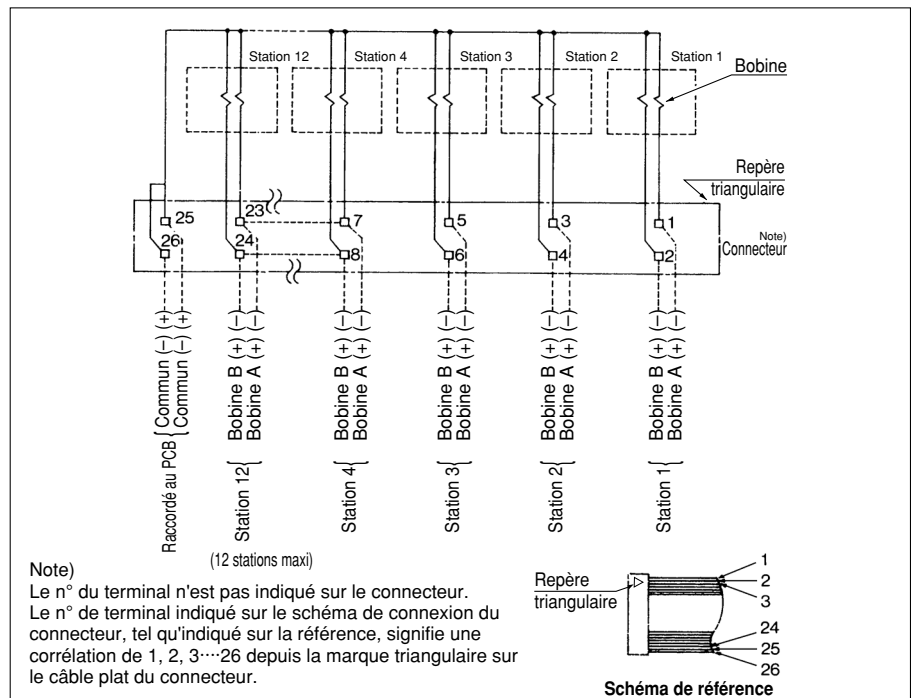 Station 12
Station 4
Station 3
Station 2
Station 1
Bobine
Repère
triangulaire
25
23
7
5
3
1
26
24
8
6
4
2
Note)
Connecteur
Raccordé au PCB
Commun (–) (+)
Commun (–) (+)
Station 12
Bobine B (+) (–)
Bobine A (+) (–)
Station 4
Bobine B (+) (–)
Bobine A (+) (–)
Station 3
Bobine B (+) (–)
Bobine A (+) (–)
Station 2
Bobine B (+) (–)
Bobine A (+) (–)
Station 1
Bobine B (+) (–)
Bobine A (+) (–)
(12 stations maxi)
Note)
Le n° du terminal n'est pas indiqué sur le connecteur.
Le n° de terminal indiqué sur le schéma de connexion du
connecteur, tel qu'indiqué sur la référence, signifie une
corrélation de 1, 2, 3····26 depuis la marque triangulaire sur
le câble plat du connecteur.
Repère
triangulaire
1
2
3
24
25
26
Schéma de référence